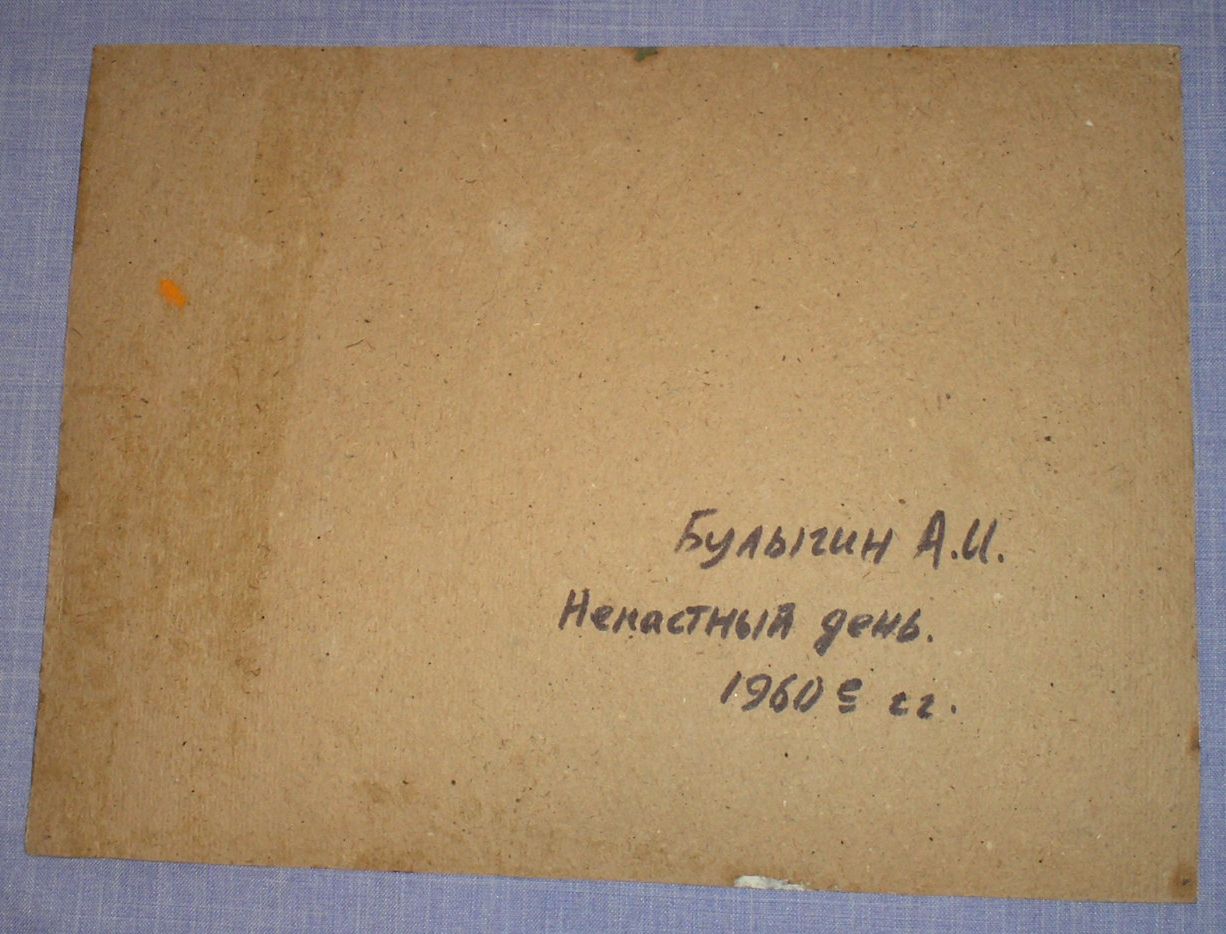 Булыгин А.И.
Ненастный день.
1960 е гг.